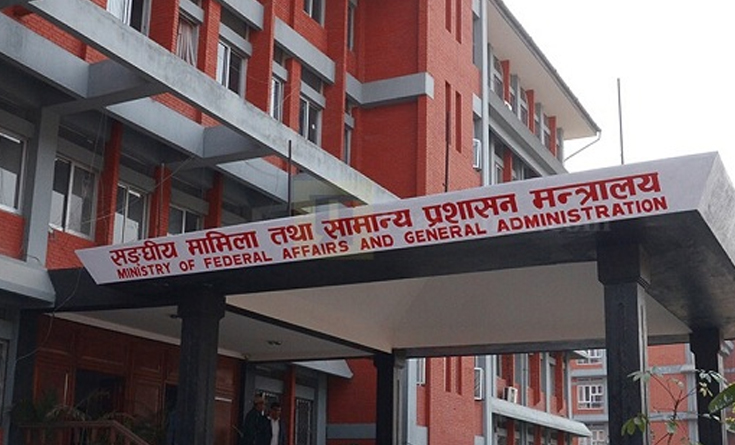 सङ्घीय मामिला तथा सामान्य प्रशासन मन्त्रालय
MINISTRY OF FEDERAL AFFAIRS AND GENERAL ADMINISTRATION